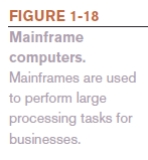 FIGURE 1-18
Mainframe
computers.
Mainframes are used
to perform large
processing tasks for
businesses.